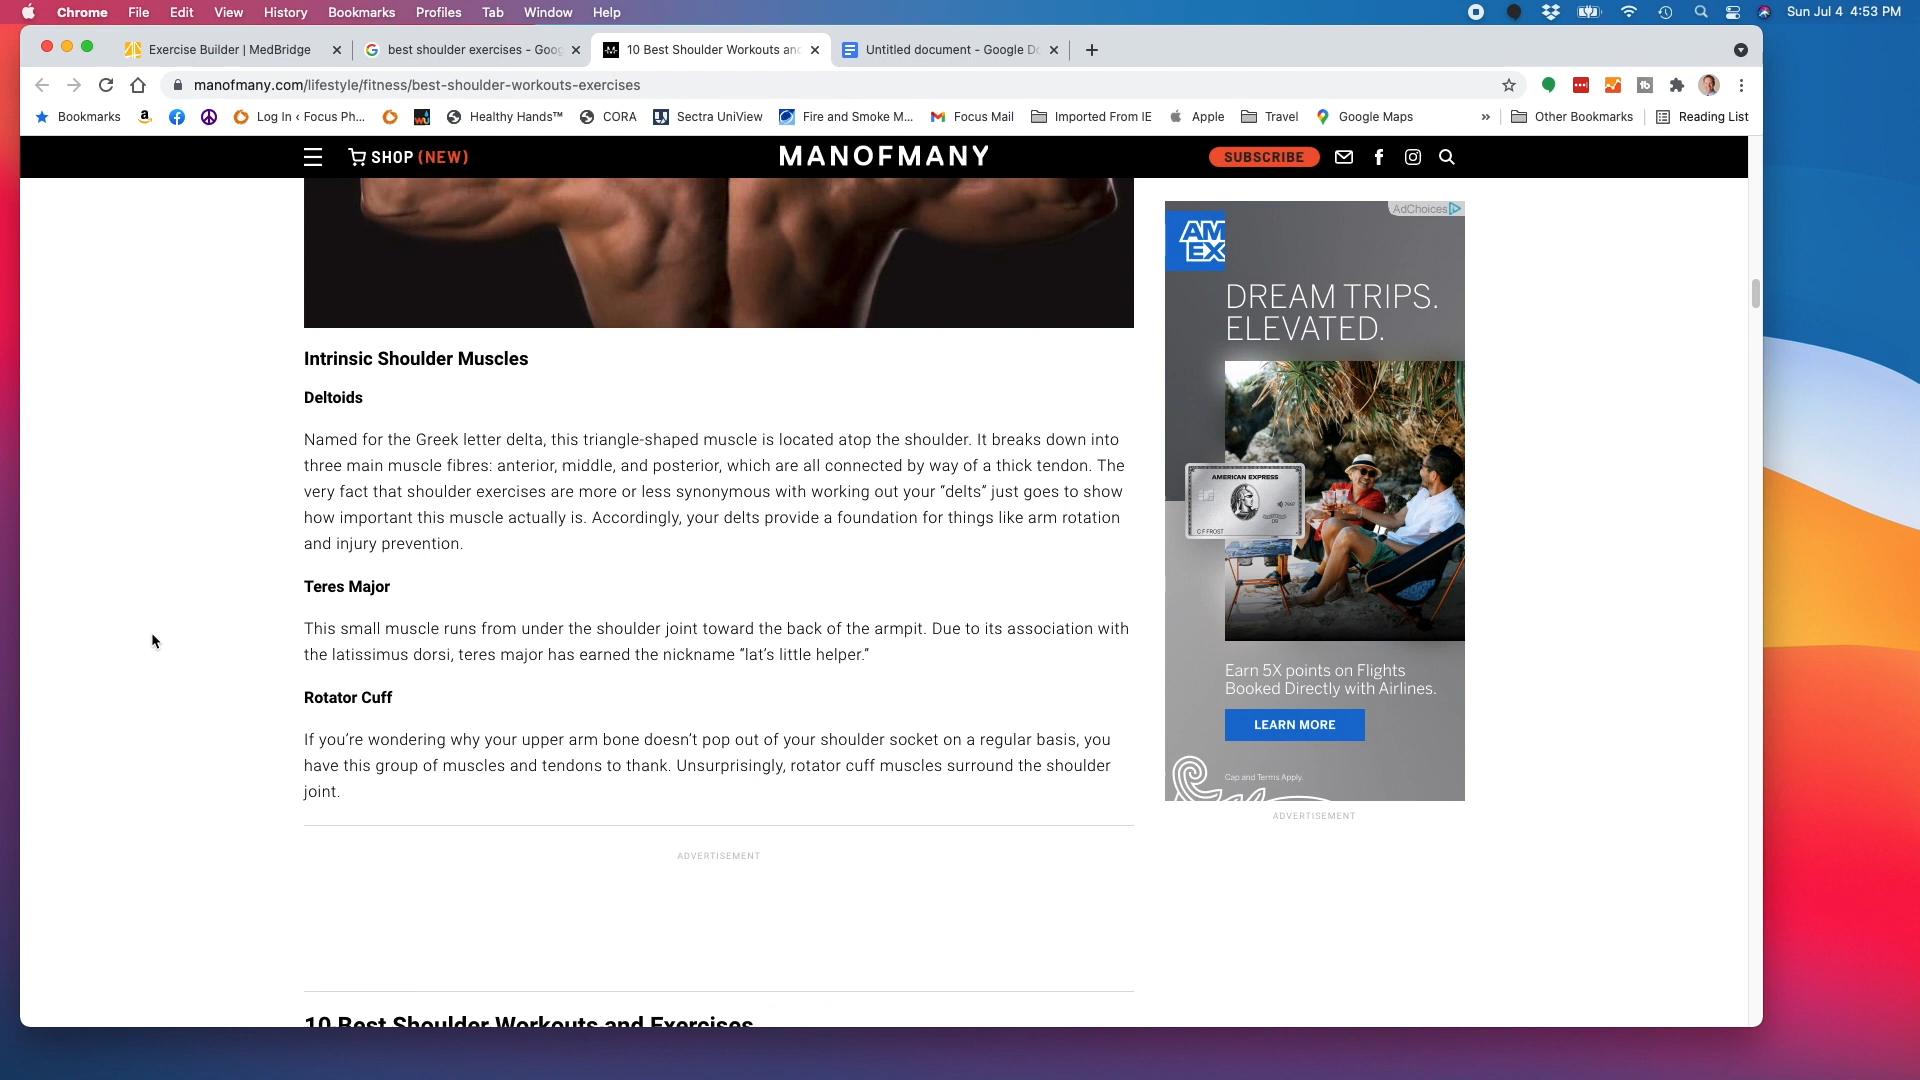 Chrome File Edit View History Bookmarks Profiles Tab Window Help Sun Jul 4 4:53 PM
Exercise Builder | MedBridge best shoulder exercises - Goog 10 Best Shoulder Workouts and Untitled document - Google Do
manofmany.com/lifestyle/fitness/best-shoulder-workouts-exercises
Bookmarks Log In ‹ Focus Ph... Healthy Hands™ CORA Sectra UniView Fire and Smoke M... Focus Mail Imported From IE Apple Travel Google Maps » Other Bookmarks Reading List
SHOP (NEW) MANOFMANY SUBSCRIBE
AdChoices
AM
EX
DREAM TRIPS.
ELEVATED.
AMERICAN EXPRESS
C F FROST
Earn 5X points on Flights
Booked Directly with Airlines.
LEARN MORE
Cap and Terms Apply.
ADVERTISEMENT
Intrinsic Shoulder Muscles
Deltoids
Named for the Greek letter delta, this triangle-shaped muscle is located atop the shoulder. It breaks down into
three main muscle fibres: anterior, middle, and posterior, which are all connected by way of a thick tendon. The
very fact that shoulder exercises are more or less synonymous with working out your “delts” just goes to show
how important this muscle actually is. Accordingly, your delts provide a foundation for things like arm rotation
and injury prevention.
Teres Major
This small muscle runs from under the shoulder joint toward the back of the armpit. Due to its association with
the latissimus dorsi, teres major has earned the nickname “lat’s little helper.”
Rotator Cuff
If you’re wondering why your upper arm bone doesn’t pop out of your shoulder socket on a regular basis, you
have this group of muscles and tendons to thank. Unsurprisingly, rotator cuff muscles surround the shoulder
joint.
ADVERTISEMENT
10 Best Shoulder Workouts and Exercises